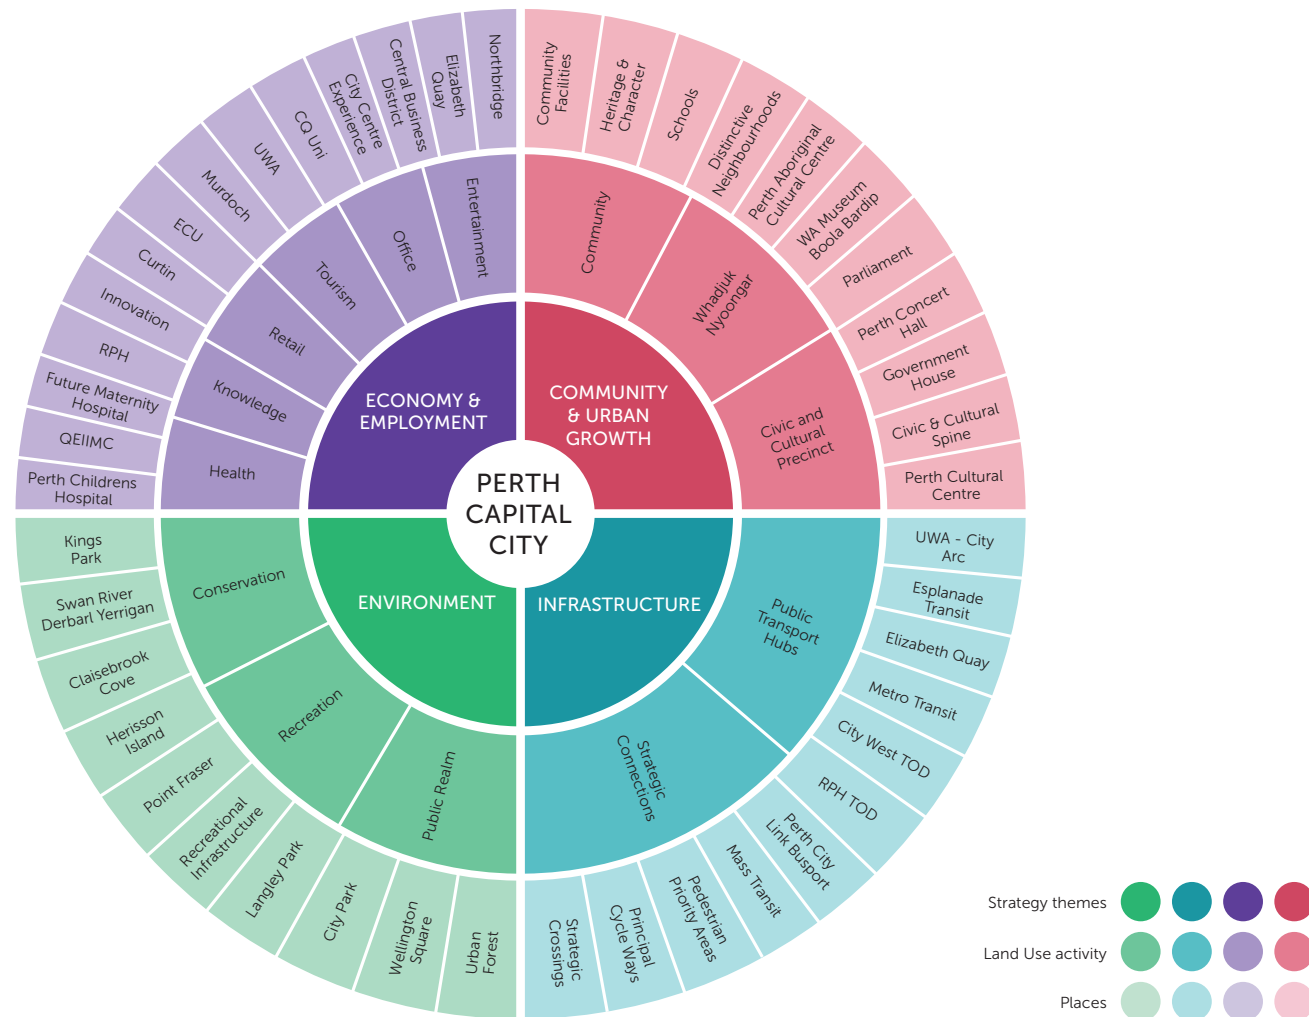 PERTH
CAPITAL
CITY
ECONOMY &
EMPLOYMENT
COMMUNITY
& URBAN
GROWTH
ENVIRONMENT
INFRASTRUCTURE
Health
Knowledge
Retail
Tourism
Office
Entertainment
Community
Whadjuk
Nyoongar
Civic and
Cultural
Precinct
Public
Transport
Hubs
Strategic
Connections
Public Realm
Recreation
Conservation
Perth Childrens
Hospital
QEIIMC
Future Maternity
Hospital
RPH
Innovation
Curtin
ECU
Murdoch
UWA
CQ Uni
City Centre
Experience
Central Business
District
Elizabeth
Quay
Northbridge
Community
Facilities
Heritage &
Character
Schools
Distinctive
Neighbourhoods
Perth Aboriginal
Cultural Centre
WA Museum
Boola Bardip
Parliament
Perth Concert
Hall
Government
House
Civic & Cultural
Spine
Perth Cultural
Centre
UWA - City
Arc
Esplanade
Transit
Elizabeth Quay
Metro Transit
City West TOD
RPH TOD
Perth City
Link Busport
Mass Transit
Pedestrian
Priority Areas
Principal
Cycle Ways
Strategic
Crossings
Urban
Forest
Wellington
Square
City Park
Langley Park
Recreational
Infrastructure
Point Fraser
Herisson
Island
Claisebrook
Cove
Swan River
Derbarl Yerrigan
Kings
Park
Strategy themes
Land Use activity
Places